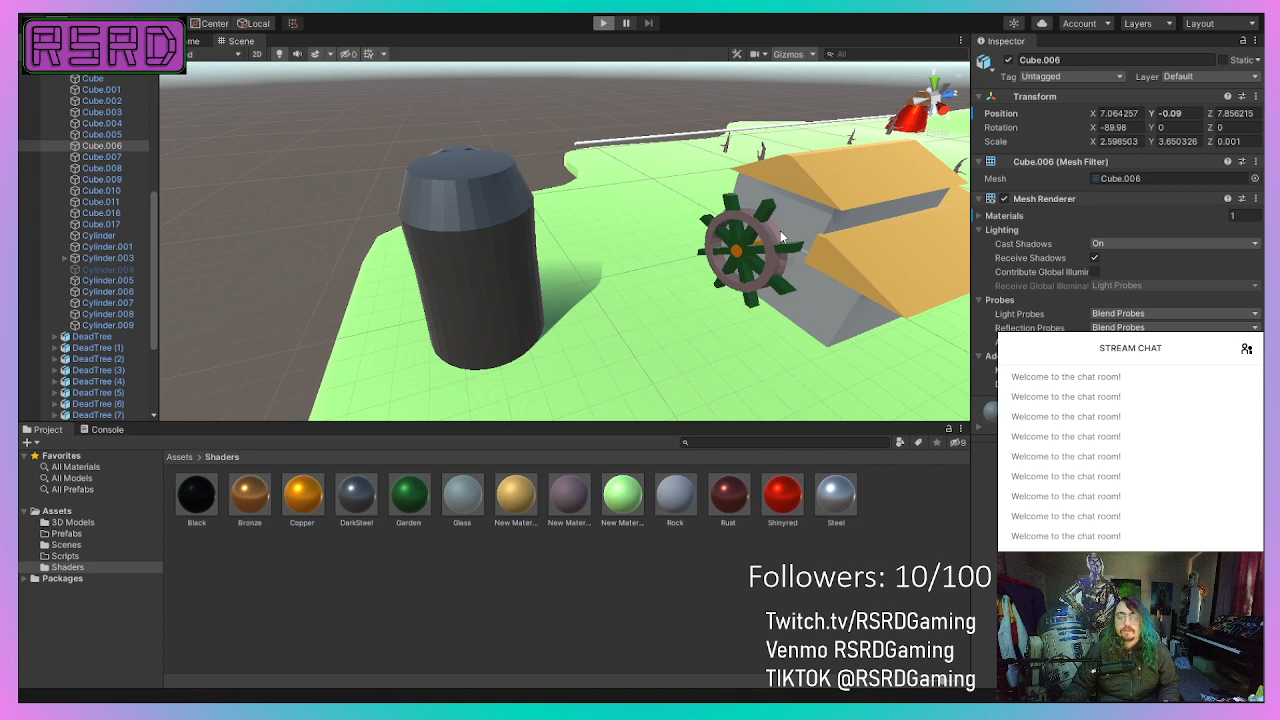 RSRD
Center
Local
Account
Layers
Layout
Scene
2D
0
Gizmos
All
Inspector
Cube
Cube.001
Cube.002
Cube.003
Cube.004
Cube.005
Cube.006
Cube.007
Cube.008
Cube.009
Cube.010
Cube.011
Cube.016
Cube.017
Cylinder
Cylinder.001
Cylinder.003
Cylinder.004
Cylinder.005
Cylinder.006
Cylinder.007
Cylinder.008
Cylinder.009
DeadTree
DeadTree (1)
DeadTree (2)
DeadTree (3)
DeadTree (4)
DeadTree (5)
DeadTree (6)
DeadTree (7)
y
z
Cube.006
Static
Tag Untagged
Layer Default
Transform
Position X 7.064257 Y -0.09 Z 7.856215
Rotation X -89.98 Y 0 Z 0
Scale X 2.598503 Y 3.650326 Z 0.001
Cube.006 (Mesh Filter)
Mesh Cube.006
Mesh Renderer
Materials 1
Lighting
Cast Shadows On
Receive Shadows
Contribute Global Illumir
Receive Global Illuminat Light Probes
Probes
Light Probes Blend Probes
Reflection Probes Blend Probes
STREAM CHAT
Welcome to the chat room!
Welcome to the chat room!
Welcome to the chat room!
Welcome to the chat room!
Welcome to the chat room!
Welcome to the chat room!
Welcome to the chat room!
Welcome to the chat room!
Welcome to the chat room!
Project
Console
9
Favorites
All Materials
All Models
All Prefabs
Assets
3D Models
Prefabs
Scenes
Scripts
Shaders
Packages
Assets > Shaders
Black
Bronze
Copper
DarkSteel
Garden
Glass
New Mater...
New Mater...
New Mater...
Rock
Rust
Shinyred
Steel
Followers: 10/100
Twitch.tv/RSRDGaming
Venmo RSRDGaming
TIKTOK @RSRDGaming